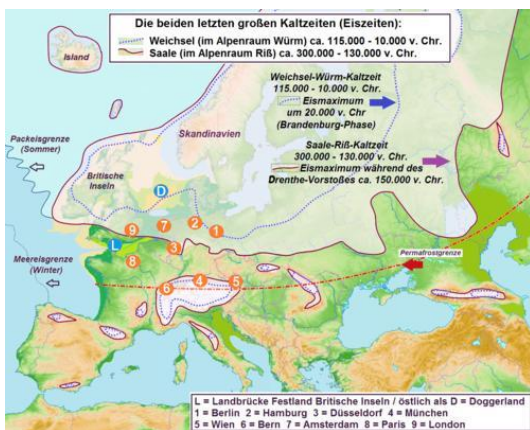 Die beiden letzten großen Kaltzeiten (Eiszeiten):
Weichsel (im Alpenraum Würm) ca. 115.000 - 10.000 v. Chr.
Saale (im Alpenraum Riß) ca. 300.000 - 130.000 v. Chr.
Island
Weichsel-Würm-Kaltzeit
115.000 - 10.000 v. Chr.
Eismaximum
um 20.000 v. Chr
(Brandenburg-Phase)
Skandinavien
Packeisgrenze
(Sommer)
Saale-Riß-Kaltzeit
300.000 - 130.000 v. Chr.
Eismaximum während des
Drenthe-Vorstoßes ca. 150.000 v. Chr.
Britische
Inseln
D
9
7
2
1
L
3
8
Permafrostgrenze
Meereisgrenze
(Winter)
6
4
5
L = Landbrücke Festland Britische Inseln / östlich als D = Doggerland
1 = Berlin 2 = Hamburg 3 = Düsseldorf 4 = München
5 = Wien 6 = Bern 7 = Amsterdam 8 = Paris 9 = London